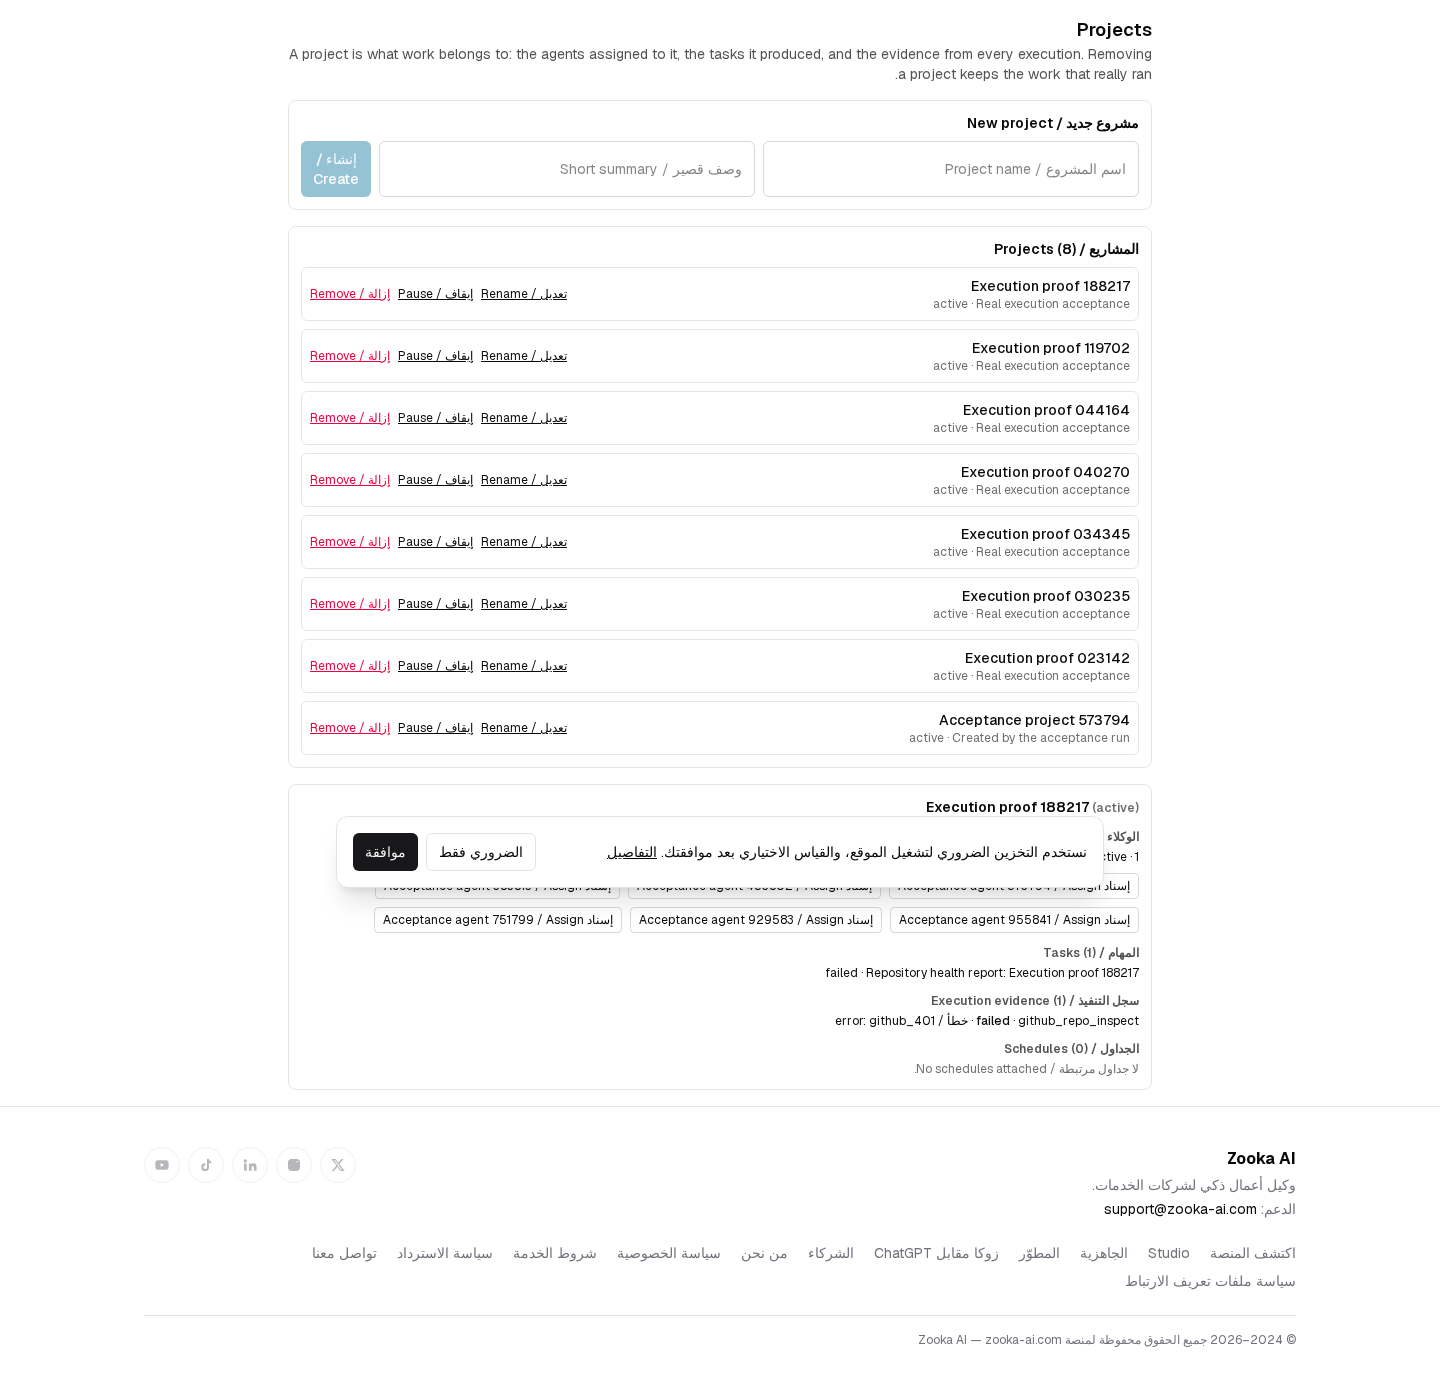 Projects
A project is what work belongs to: the agents assigned to it, the tasks it produced, and the evidence from every execution. Removing
a project keeps the work that really ran.
مشروع جديد / New project
اسم المشروع / Project name
وصف قصير / Short summary
إنشاء /
Create
المشاريع / Projects (8)
Execution proof 188217
active · Real execution acceptance
تعديل / Rename
إيقاف / Pause
إزالة / Remove
Execution proof 119702
active · Real execution acceptance
تعديل / Rename
إيقاف / Pause
إزالة / Remove
Execution proof 044164
active · Real execution acceptance
تعديل / Rename
إيقاف / Pause
إزالة / Remove
Execution proof 040270
active · Real execution acceptance
تعديل / Rename
إيقاف / Pause
إزالة / Remove
Execution proof 034345
active · Real execution acceptance
تعديل / Rename
إيقاف / Pause
إزالة / Remove
Execution proof 030235
active · Real execution acceptance
تعديل / Rename
إيقاف / Pause
إزالة / Remove
Execution proof 023142
active · Real execution acceptance
تعديل / Rename
إيقاف / Pause
إزالة / Remove
Acceptance project 573794
active · Created by the acceptance run
تعديل / Rename
إيقاف / Pause
إزالة / Remove
Execution proof 188217 (active)
الوكلاء
نستخدم التخزين الضروري لتشغيل الموقع، والقياس الاختياري بعد موافقتك. التفاصيل
الضروري فقط
موافقة
إسناد / Assign
إسناد / Assign Acceptance agent 955841
إسناد / Assign Acceptance agent 929583
إسناد / Assign Acceptance agent 751799
المهام / Tasks (1)
failed · Repository health report: Execution proof 188217
سجل التنفيذ / Execution evidence (1)
github_repo_inspect · failed · خطأ / error: github_401
الجداول / Schedules (0)
لا جداول مرتبطة / No schedules attached.
Zooka AI
وكيل أعمال ذكي لشركات الخدمات.
الدعم: support@zooka-ai.com
اكتشف المنصة
Studio
الجاهزية
المطوّر
زوكا مقابل ChatGPT
الشركاء
من نحن
سياسة الخصوصية
شروط الخدمة
سياسة الاسترداد
تواصل معنا
سياسة ملفات تعريف الارتباط
© 2024–2026 جميع الحقوق محفوظة لمنصة Zooka AI — zooka-ai.com